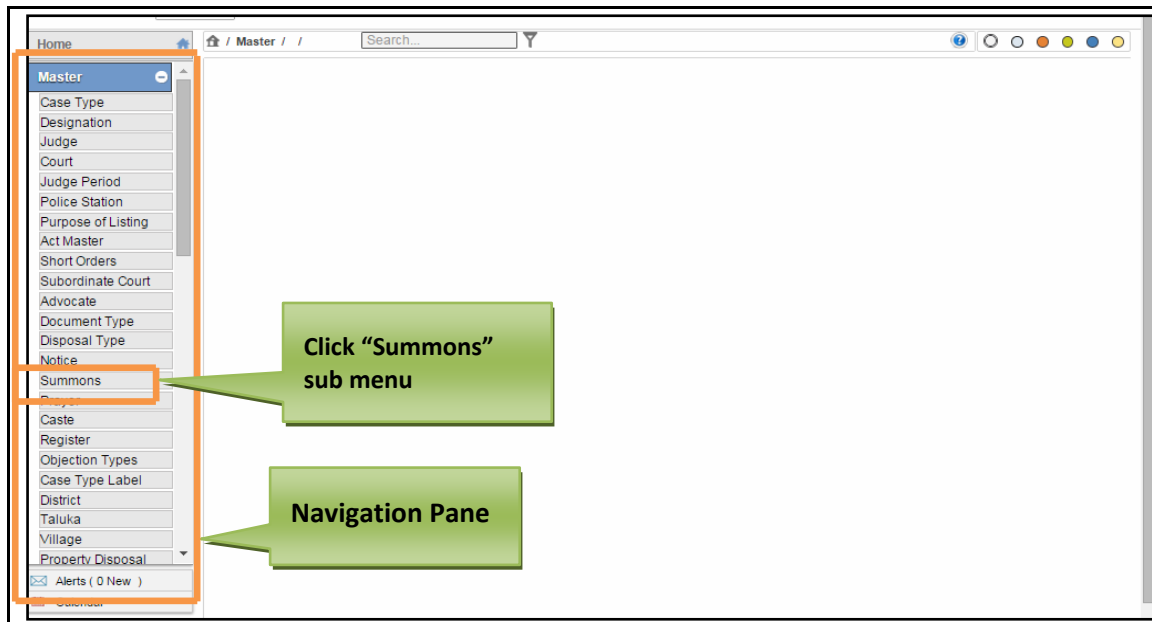 Home
/ Master / /
Search...
Master
Case Type
Designation
Judge
Court
Judge Period
Police Station
Purpose of Listing
Act Master
Short Orders
Subordinate Court
Advocate
Document Type
Disposal Type
Notice
Summons
Prayer
Caste
Register
Objection Types
Case Type Label
District
Taluka
Village
Property Disposal
Alerts ( 0 New )
Calendar
Click “Summons”
sub menu
Navigation Pane